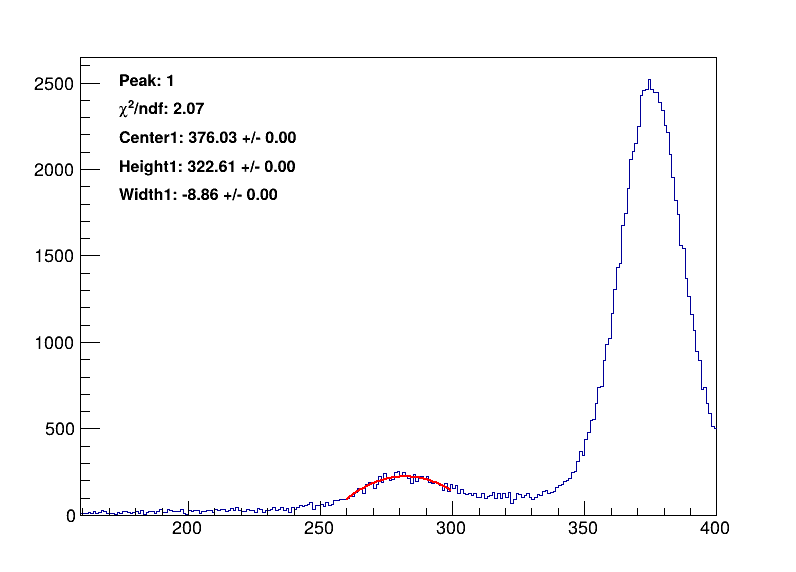 Peak: 1
χ²/ndf: 2.07
Center1: 376.03 +/- 0.00
Height1: 322.61 +/- 0.00
Width1: -8.86 +/- 0.00
2500
2000
1500
1000
500
0
200 250 300 350 400